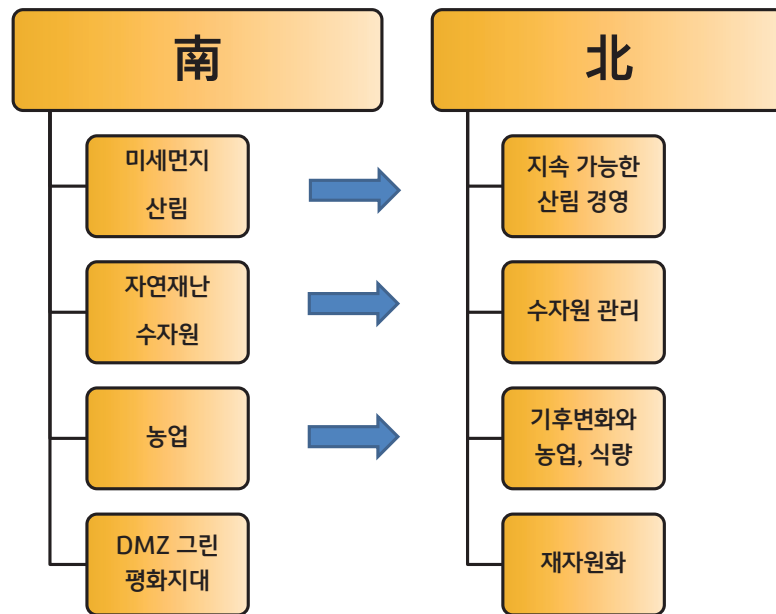 南
미세먼지
산림
자연재난
수자원
농업
DMZ 그린
평화지대
北
지속 가능한
산림 경영
수자원 관리
기후변화와
농업, 식량
재자원화